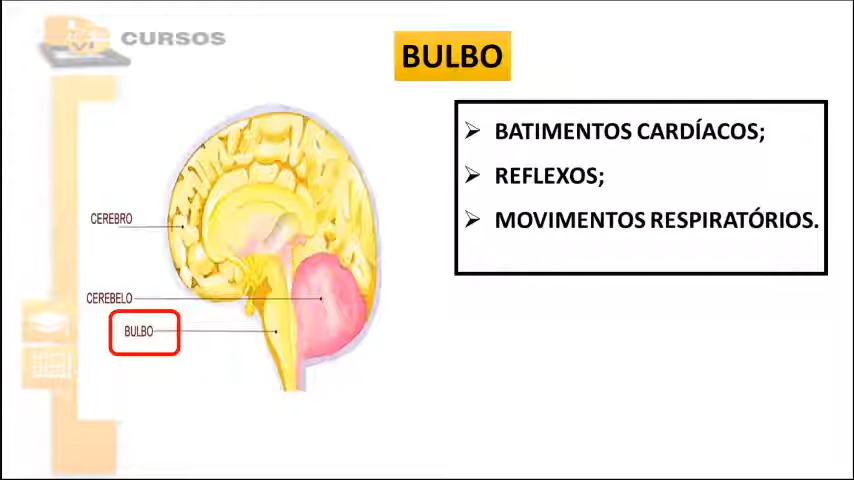 CURSOS
BULBO
BATIMENTOS CARDÍACOS;
REFLEXOS;
MOVIMENTOS RESPIRATÓRIOS.
CEREBRO
CEREBELO
BULBO